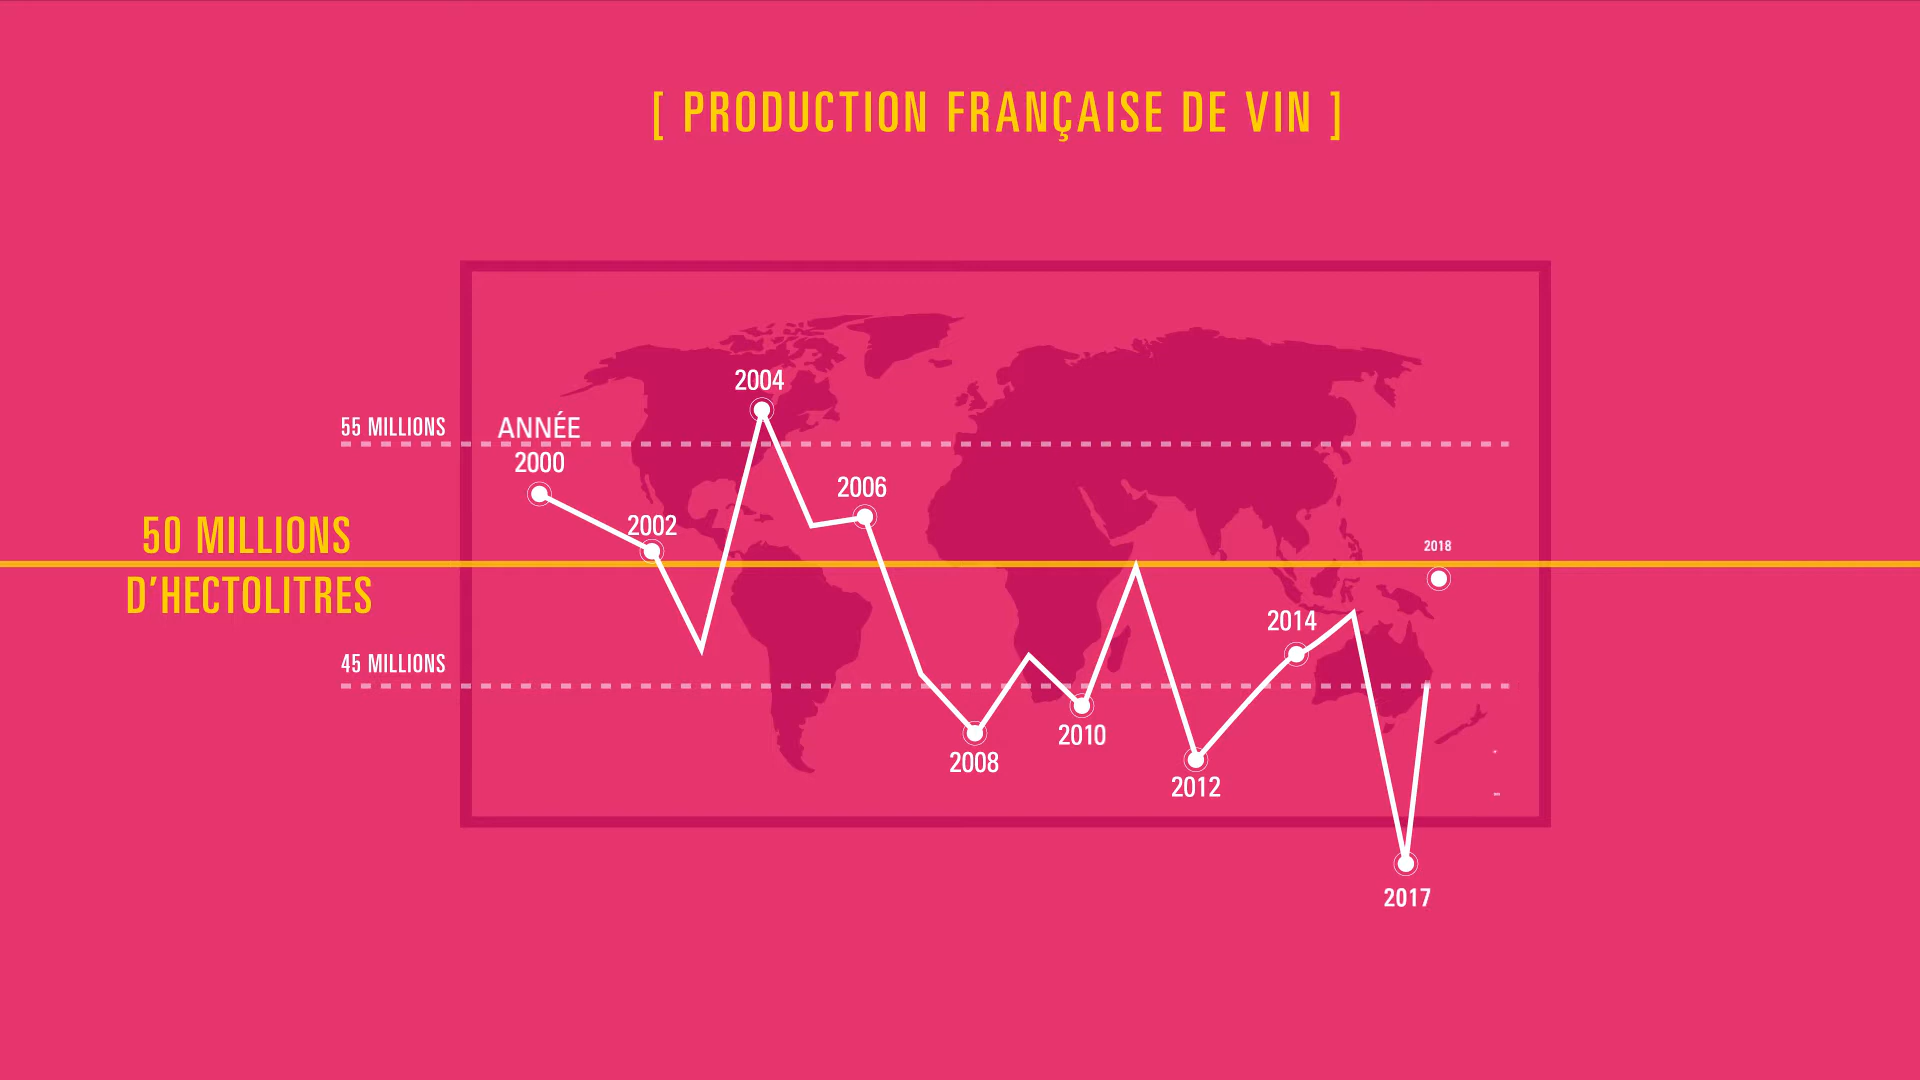 [ PRODUCTION FRANÇAISE DE VIN ]
2004
55 MILLIONS
ANNÉE
2000
2006
2002
50 MILLIONS
D'HECTOLITRES
2018
2014
45 MILLIONS
2010
2008
2012
2017